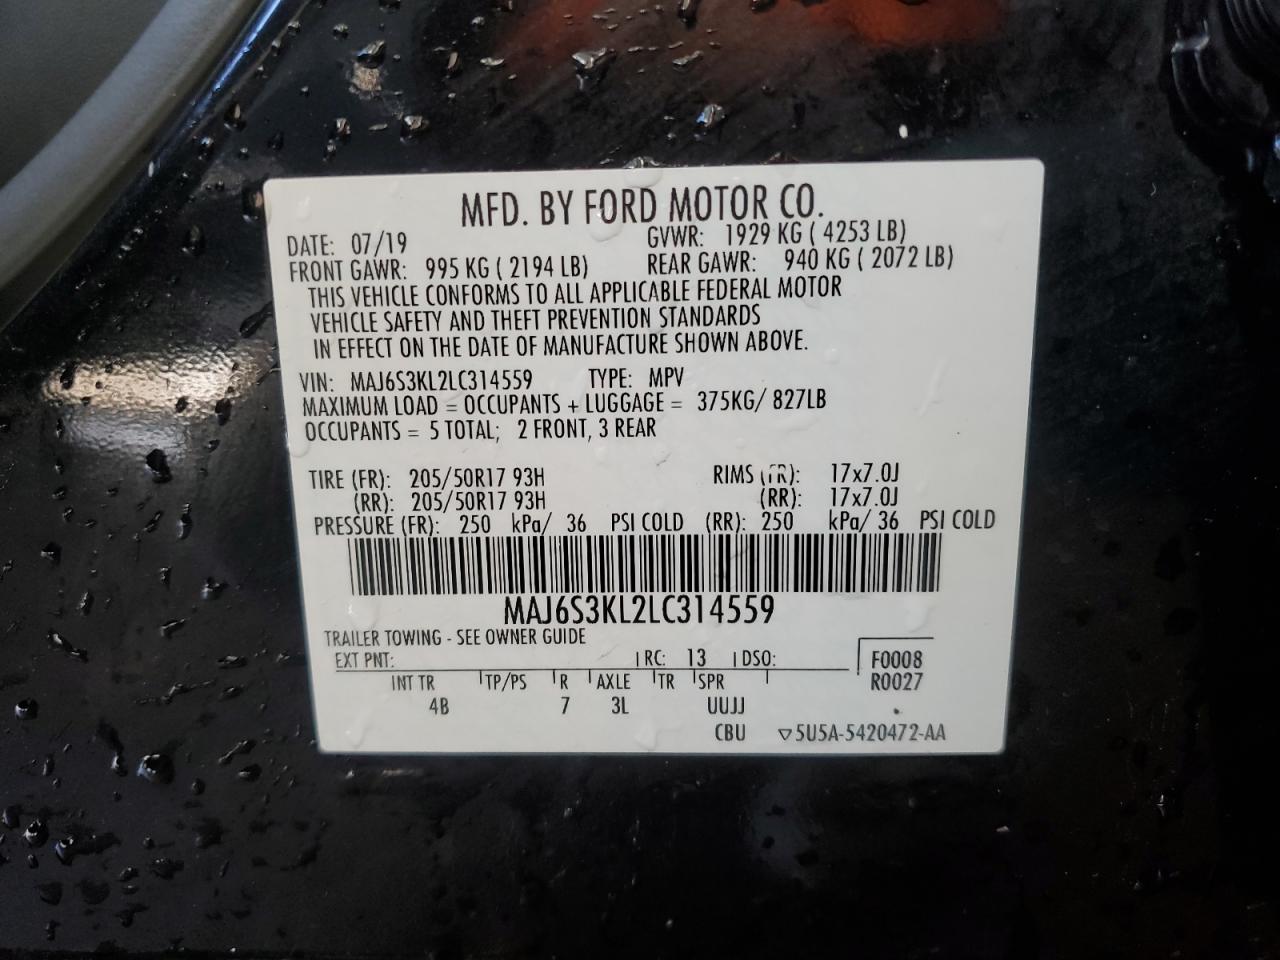 MFD. BY FORD MOTOR CO.
DATE: 07/19 GVWR: 1929 KG ( 4253 LB)
FRONT GAWR: 995 KG ( 2194 LB) REAR GAWR: 940 KG ( 2072 LB)
THIS VEHICLE CONFORMS TO ALL APPLICABLE FEDERAL MOTOR
VEHICLE SAFETY AND THEFT PREVENTION STANDARDS
IN EFFECT ON THE DATE OF MANUFACTURE SHOWN ABOVE.
VIN: MAJ6S3KL2LC314559 TYPE: MPV
MAXIMUM LOAD = OCCUPANTS + LUGGAGE = 375KG/ 827LB
OCCUPANTS = 5 TOTAL; 2 FRONT, 3 REAR
TIRE (FR): 205/50R17 93H RIMS (FR): 17x7.0J
(RR): 205/50R17 93H (RR): 17x7.0J
PRESSURE (FR): 250 kPa/ 36 PSI COLD (RR): 250 kPa/ 36 PSI COLD
MAJ6S3KL2LC314559
TRAILER TOWING - SEE OWNER GUIDE
EXT PNT: RC: 13 DSO: F0008
INT TR TP/PS R AXLE TR SPR R0027
4B 7 3L UUJJ
CBU ▽5U5A-5420472-AA